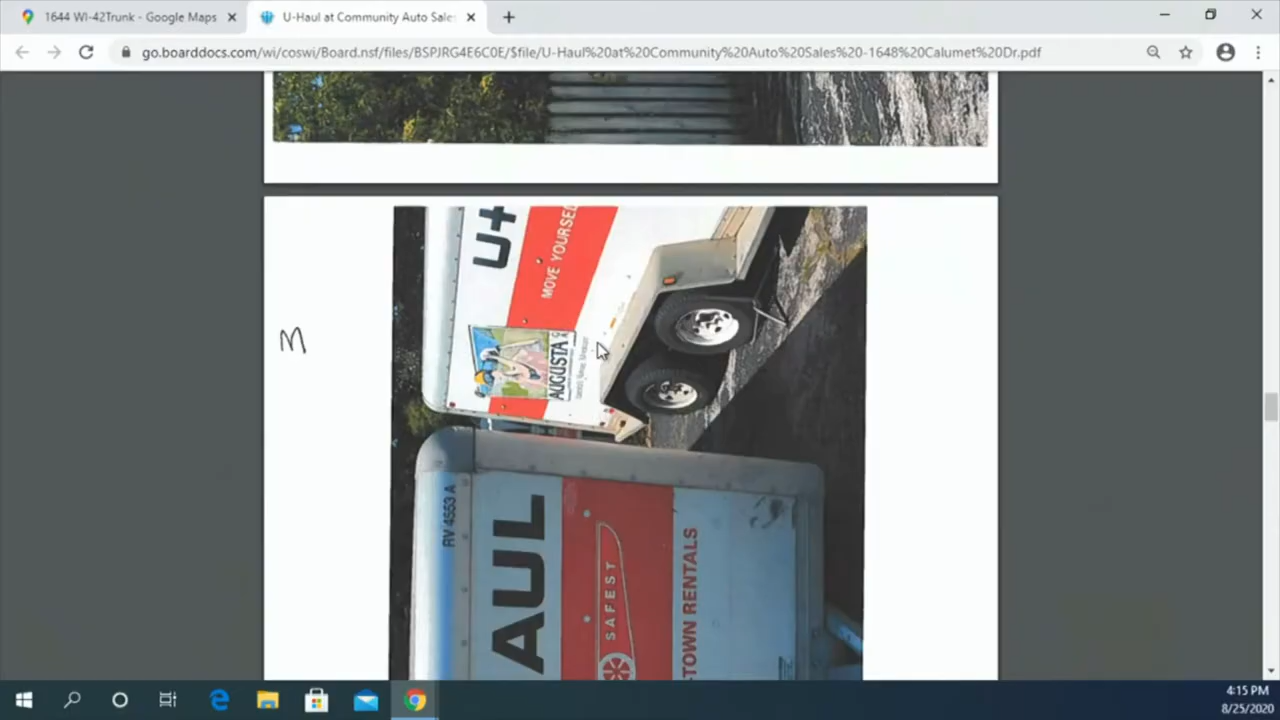 1644 WI-42Trunk - Google Maps
U-Haul at Community Auto Sale
go.boarddocs.com/wi/coswi/Board.nsf/files/BSPJRG4E6C0E/$file/U-Haul%20at%20Community%20Auto%20Sales%20-1648%20Calumet%20Dr.pdf
U-H
MOVE YOURSEL
AUGUSTA
M
RV 4553 A
AUL
SAFEST
TOWN RENTALS
4:15 PM
8/25/2020